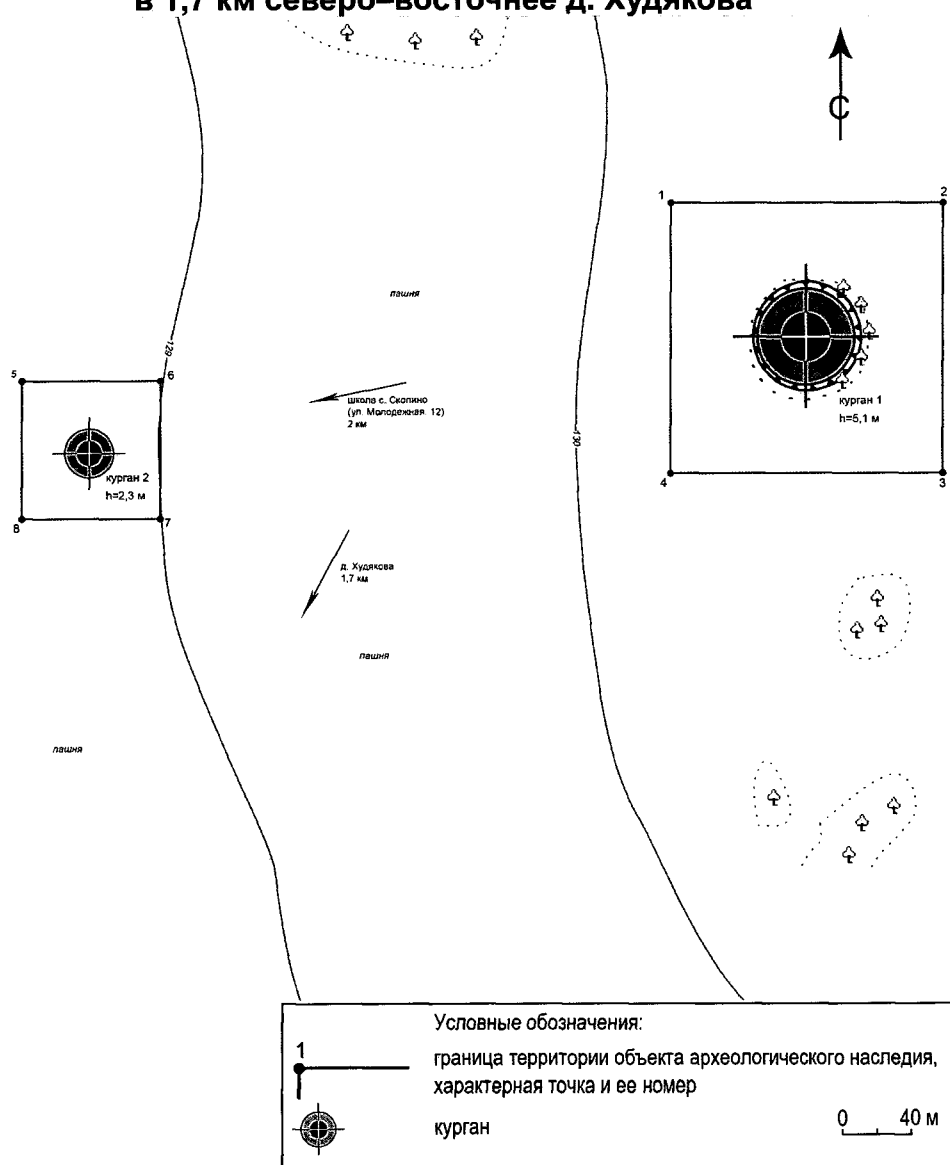 в 1,7 км северо–восточнее д. Худякова
С
1
2
пашня
129
5
6
школа с. Скопино
(ул. Молодежная. 12)
2 км
курган 1
h=5,1 м
130
курган 2
h=2,3 м
4
3
8
7
д. Худякова
1,7 км
пашня
пашня
Условные обозначения:
1
граница территории объекта археологического наследия,
характерная точка и ее номер
курган
0 40 м